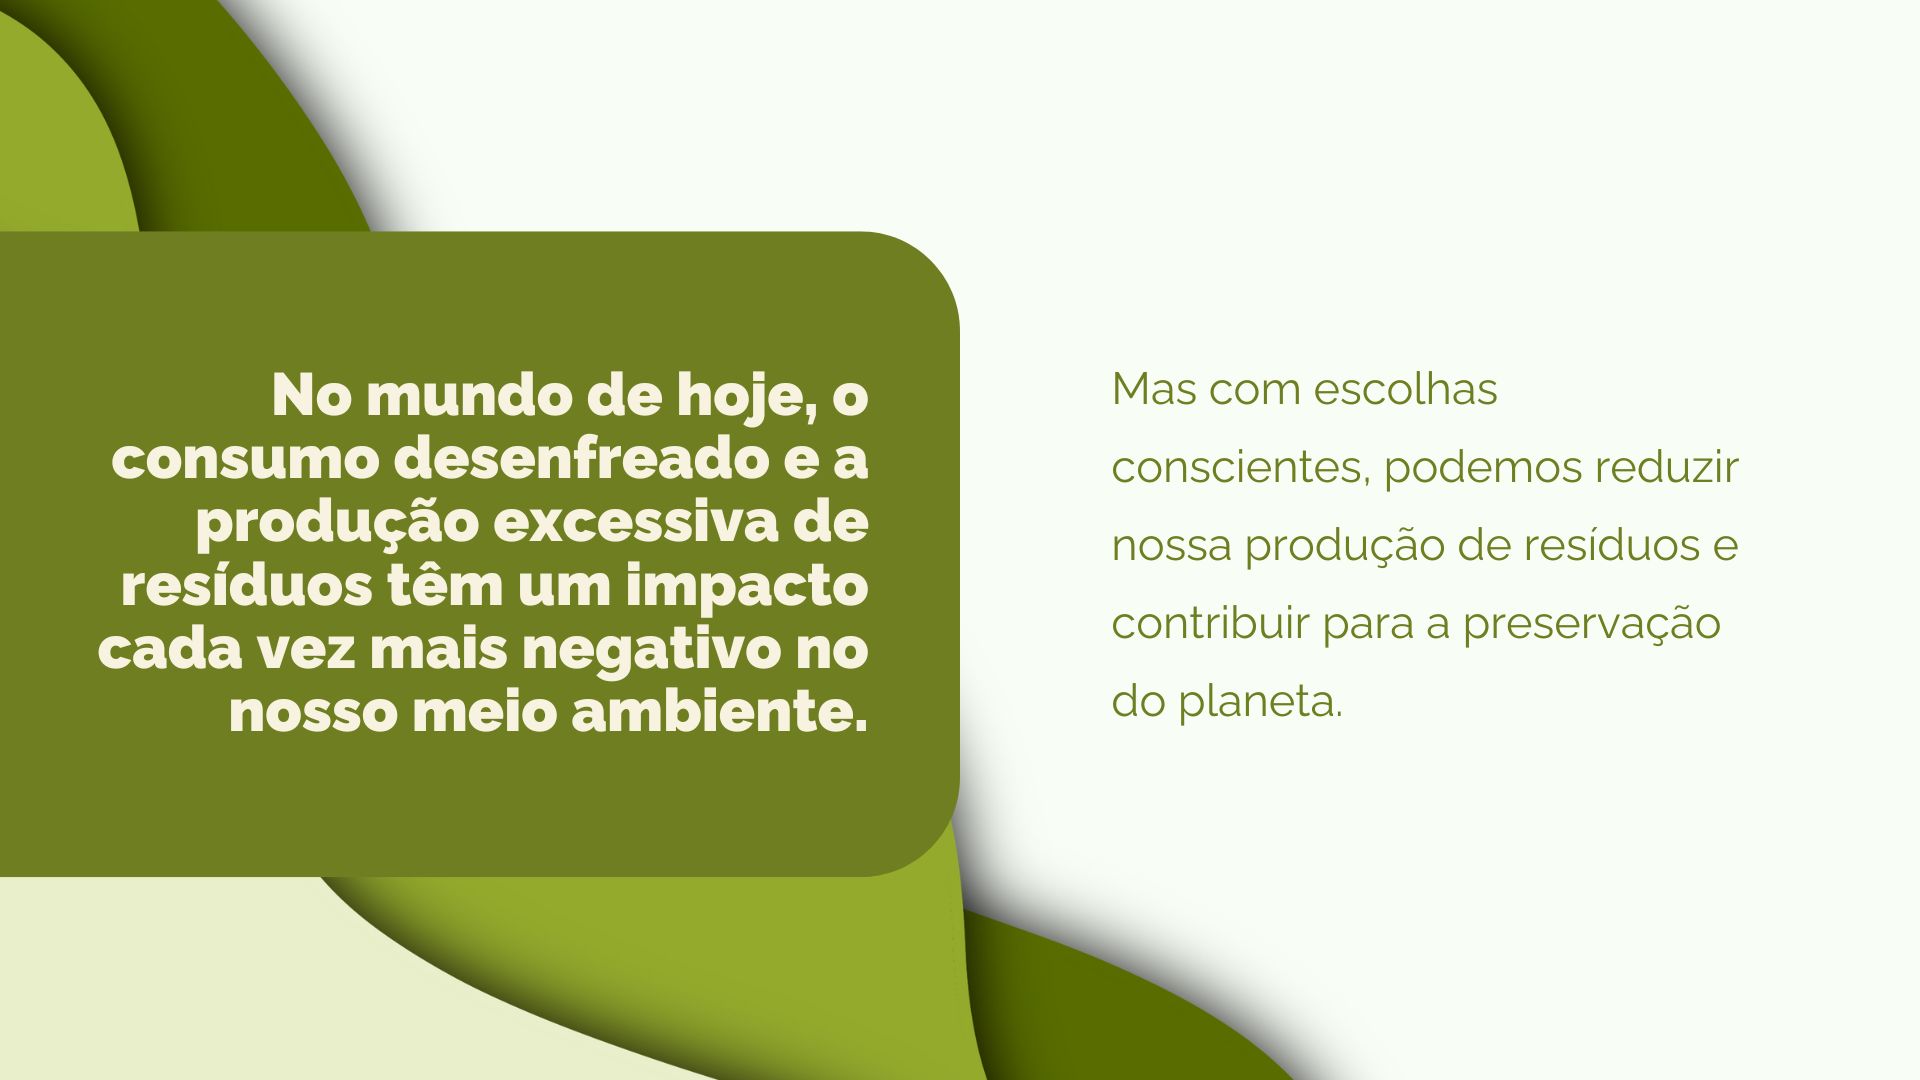 No mundo de hoje, o
consumo desenfreado e a
produção excessiva de
resíduos têm um impacto
cada vez mais negativo no
nosso meio ambiente.
Mas com escolhas
conscientes, podemos reduzir
nossa produção de resíduos e
contribuir para a preservação
do planeta.